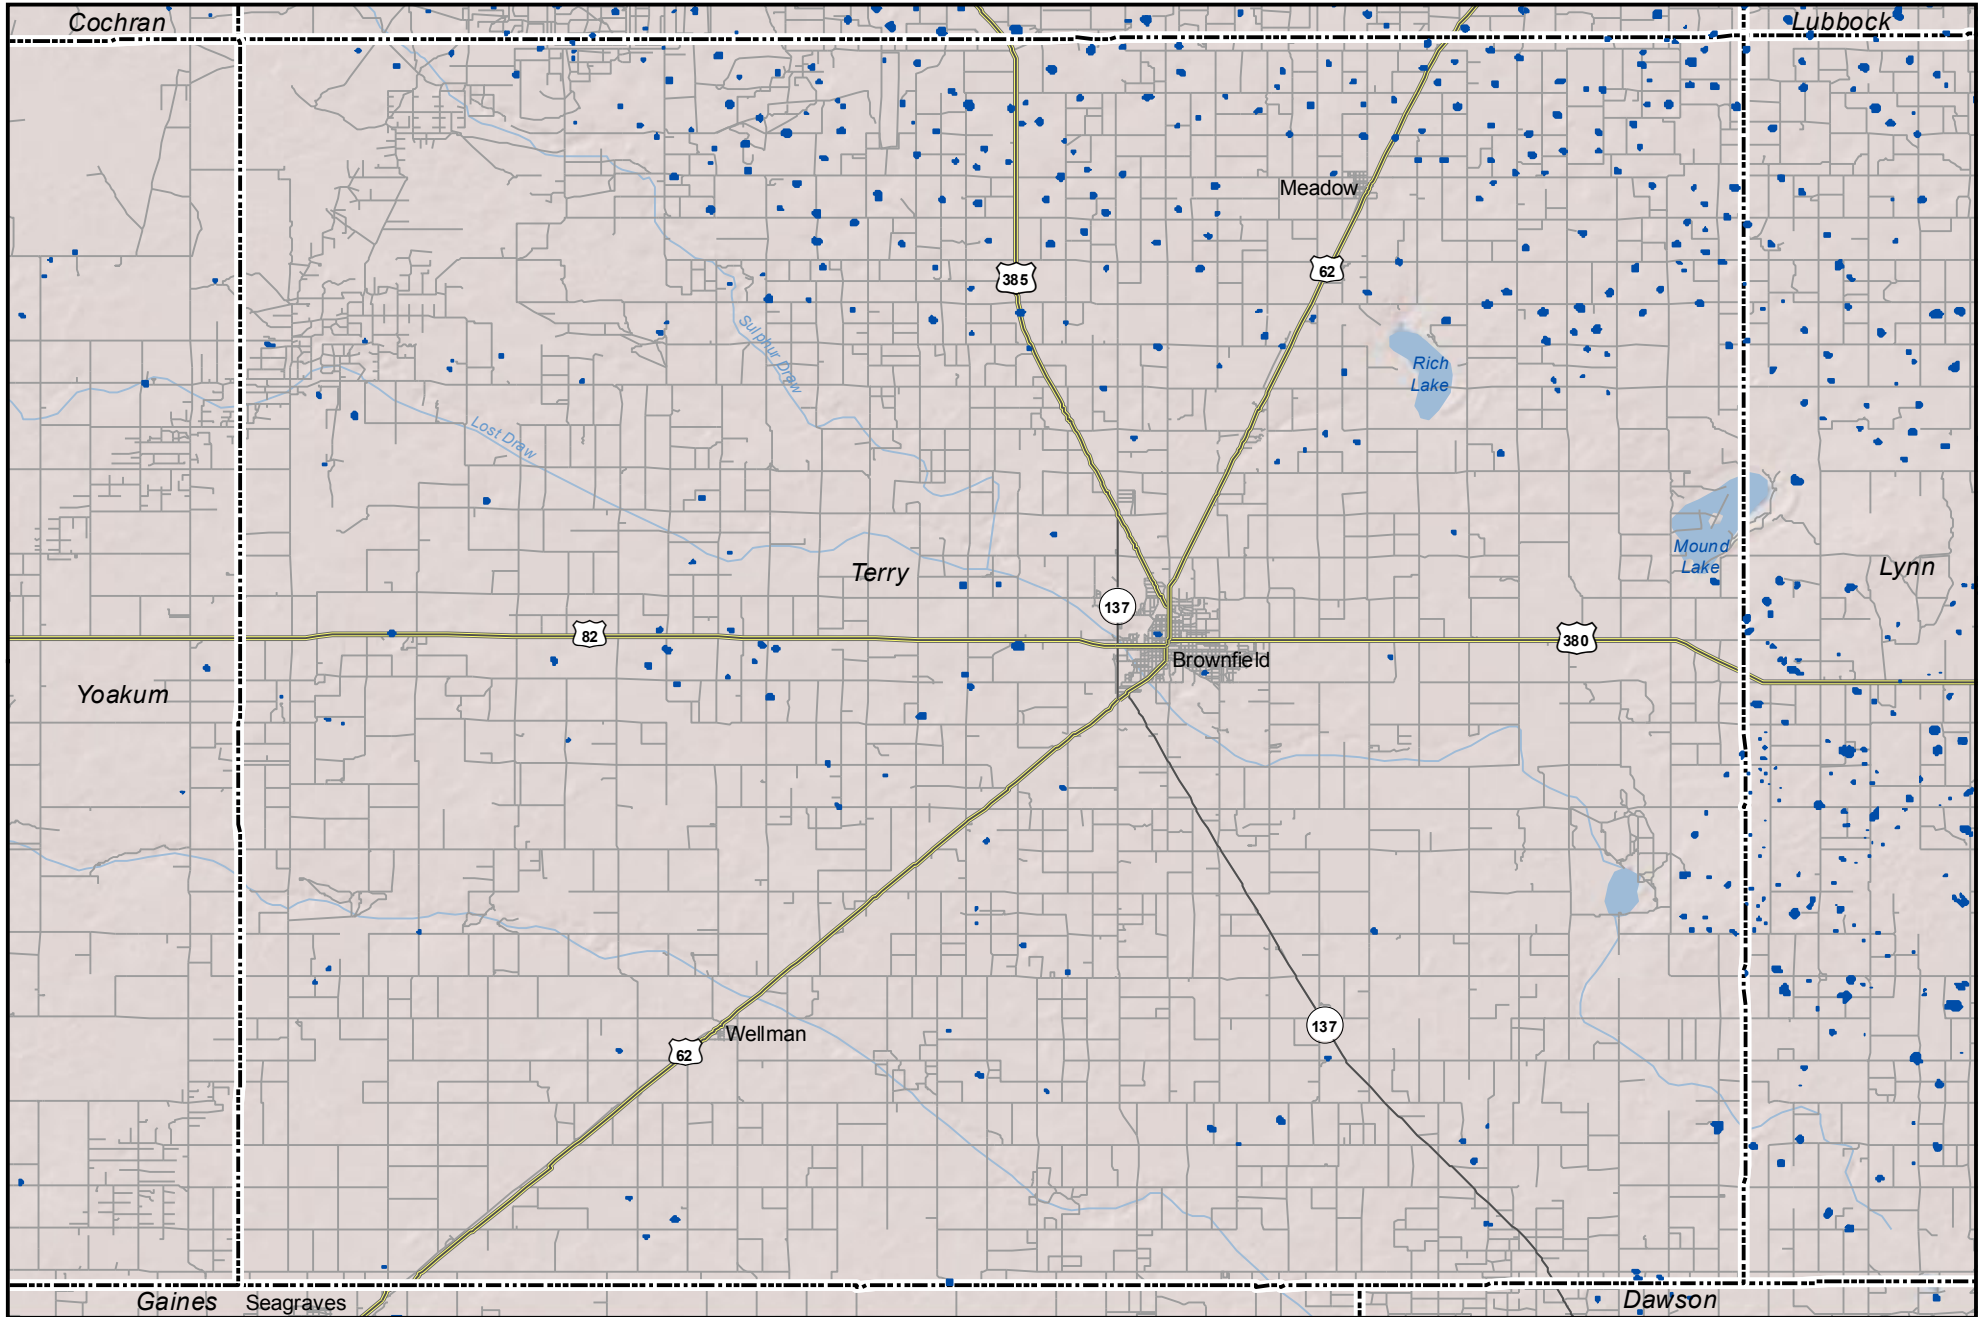 Cochran
Lubbock
Meadow
385
62
Sulphur Draw
Rich
Lake
Lost Draw
Mound
Lake
Terry
Lynn
137
82
380
Brownfield
Yoakum
137
Wellman
62
Gaines
Seagraves
Dawson